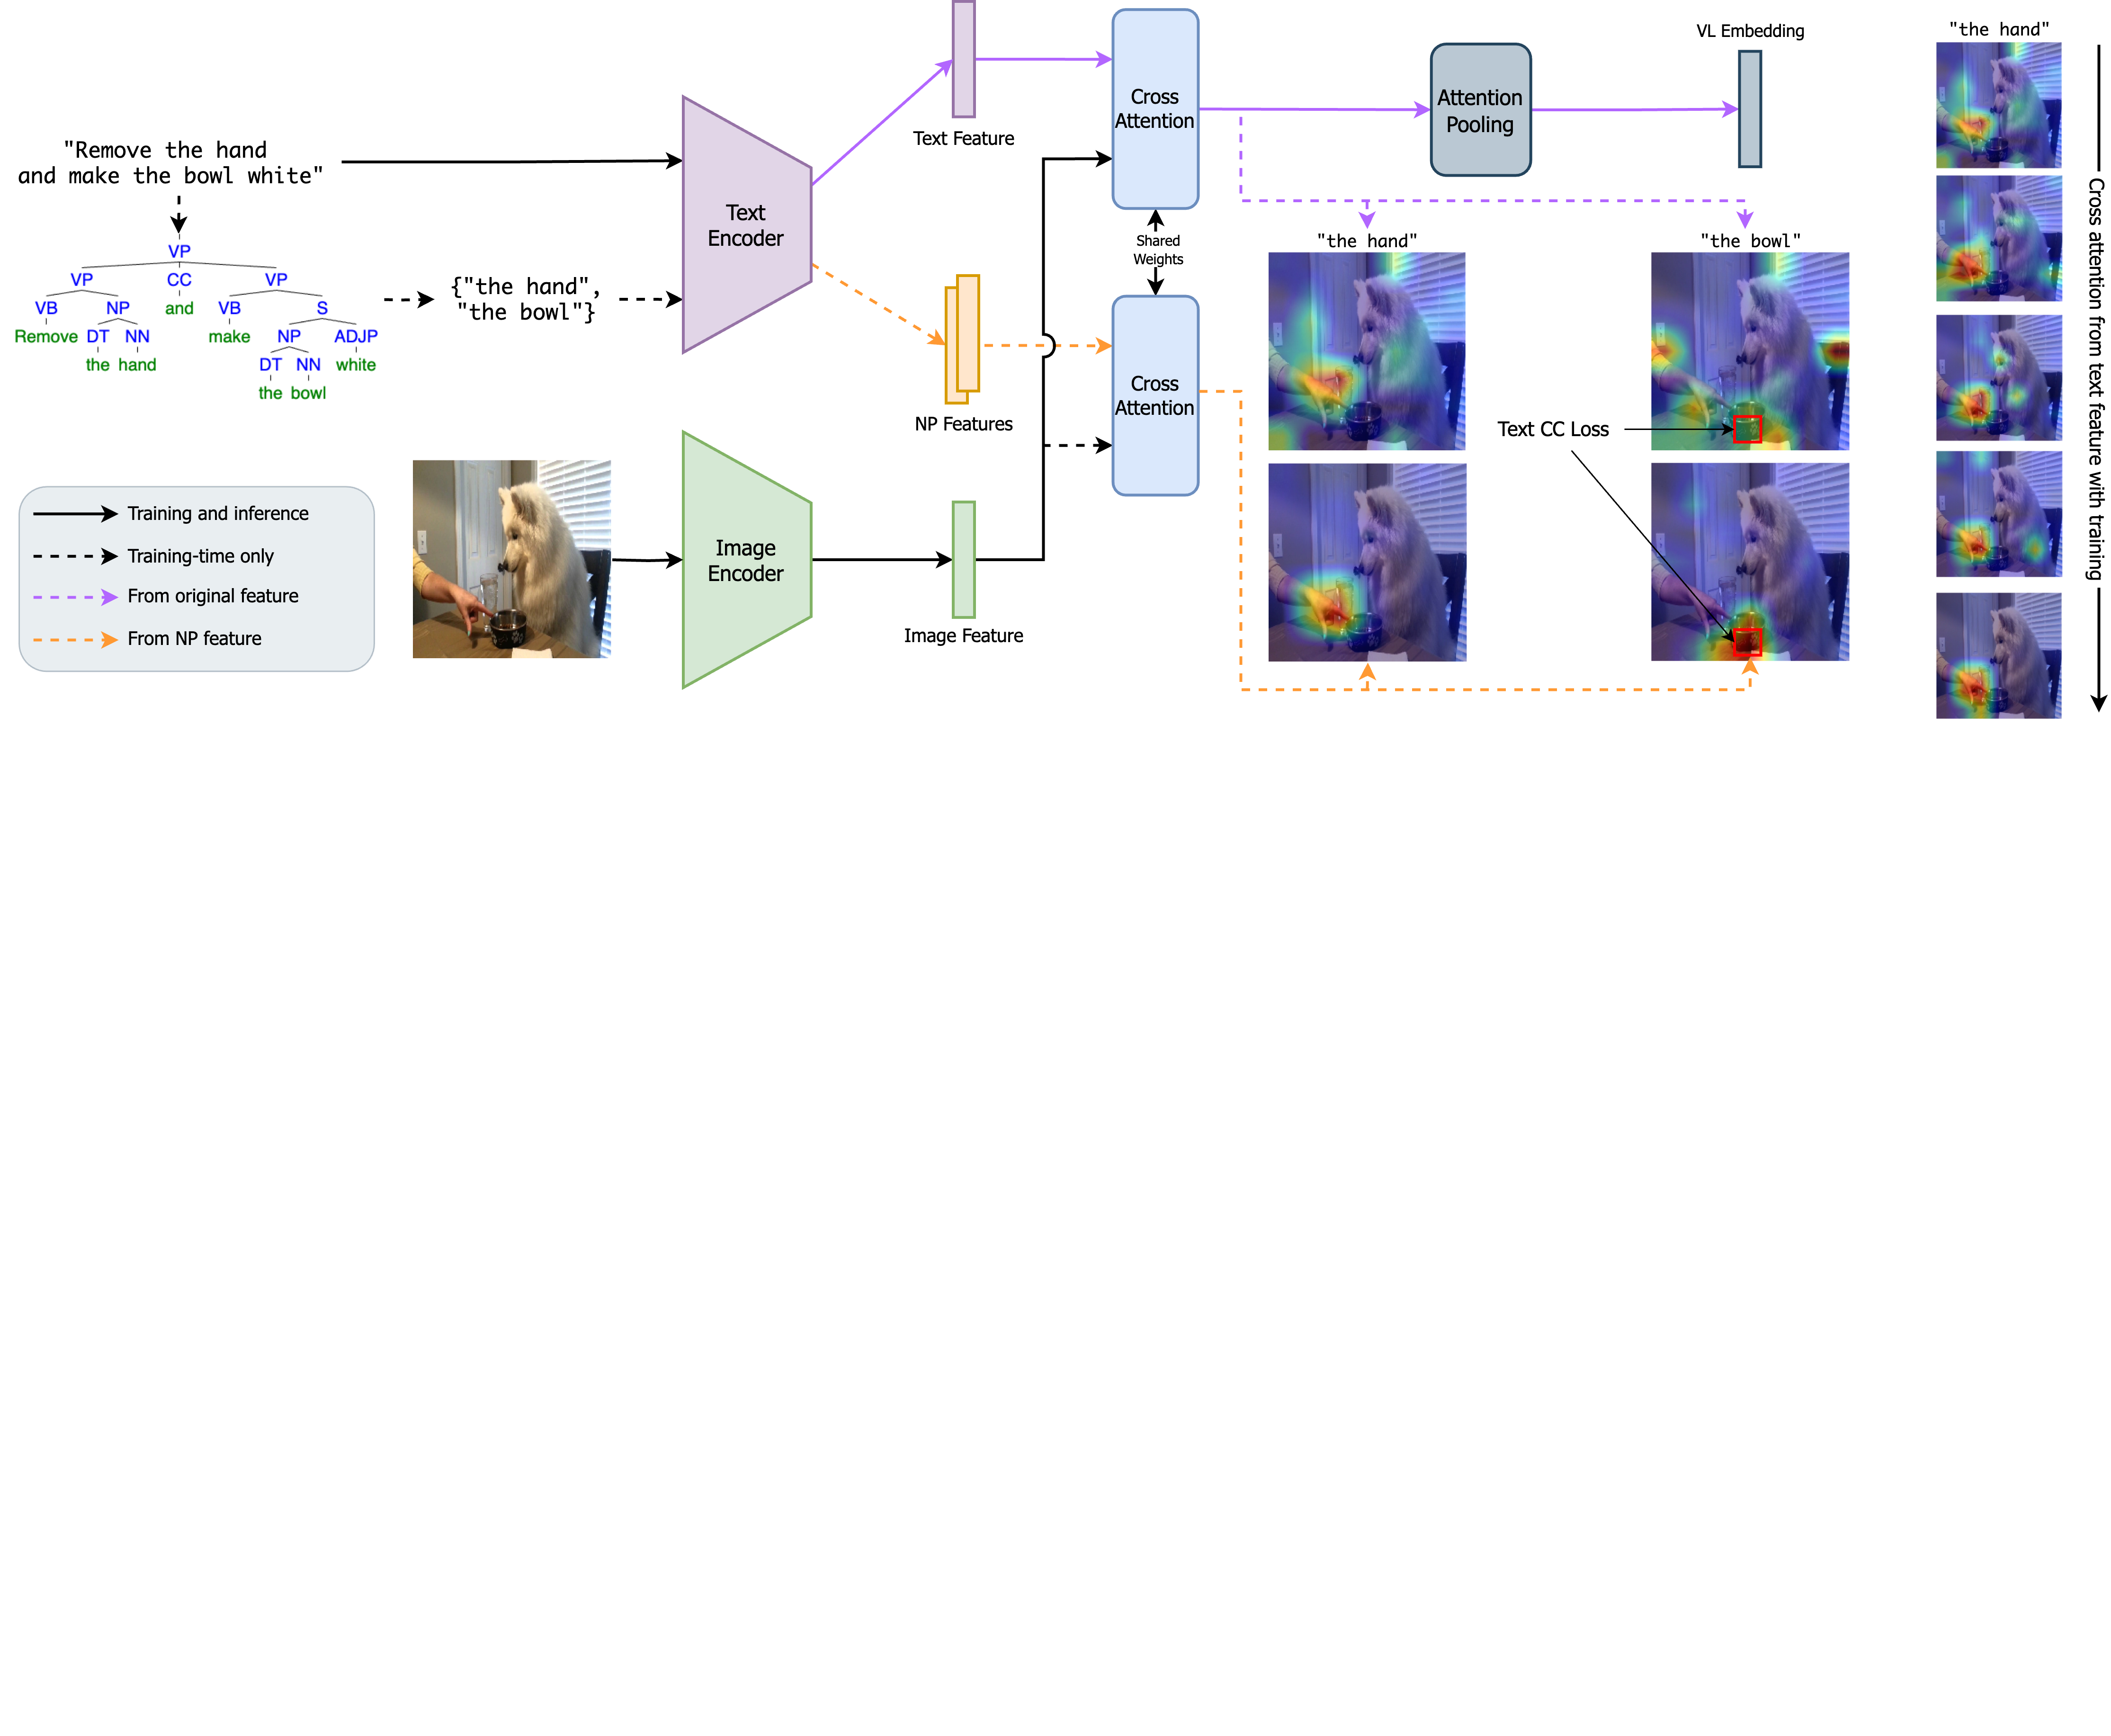 "Remove the hand
and make the bowl white"
VP
VP CC VP
VB NP and VB S
Remove DT NN make NP ADJP
the hand DT NN white
the bowl
{"the hand",
"the bowl"}
Training and inference
Training-time only
From original feature
From NP feature
Text
Encoder
Image
Encoder
Text Feature
NP Features
Image Feature
Cross
Attention
Shared
Weights
Cross
Attention
Attention
Pooling
VL Embedding
"the hand"
"the bowl"
Text CC Loss
"the hand"
Cross attention from text feature with training